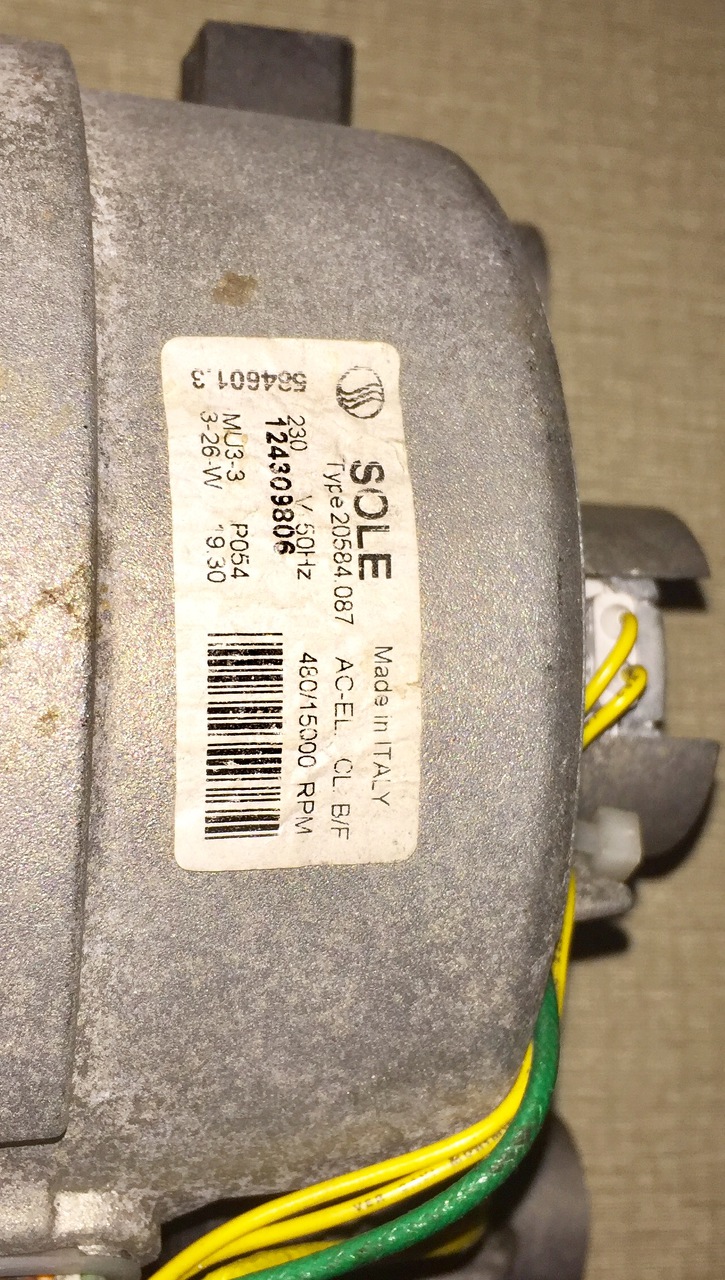 SOLE Made in ITALY
Type 20584.087 AC-EL. CL. B/F
230 V 50Hz 480/15000 RPM
124309806
MU3-3 P054
3-26-W 19.30
584601.3